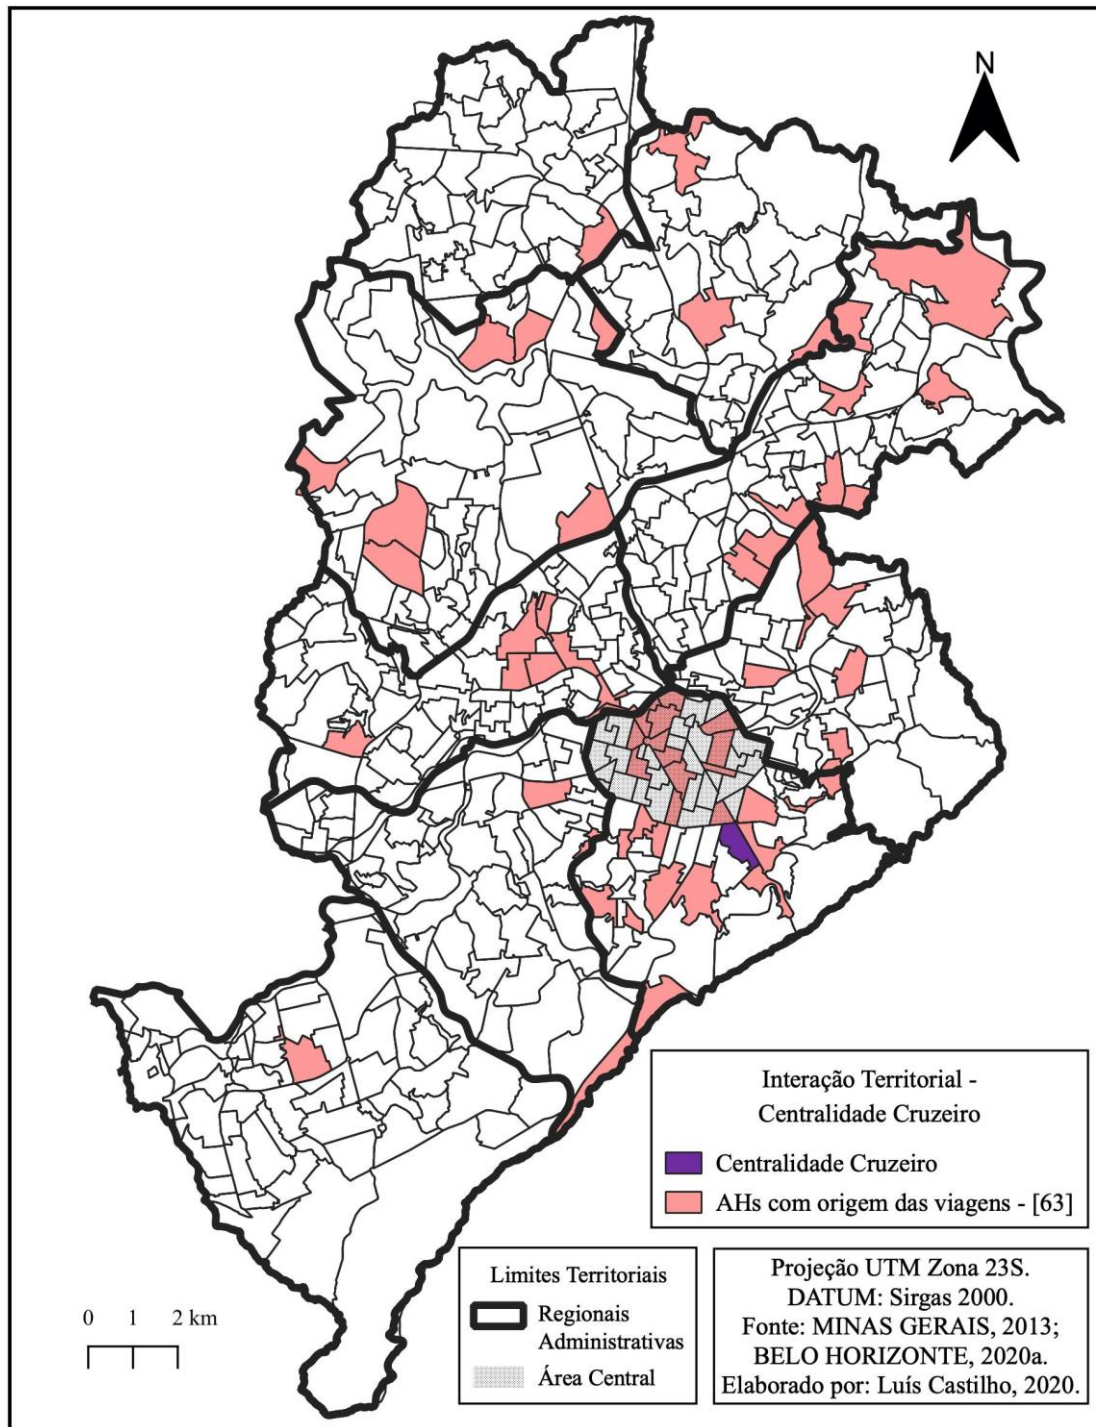 N
Interação Territorial -
Centralidade Cruzeiro
Centralidade Cruzeiro
AHs com origem das viagens - [63]
Limites Territoriais
Regionais
Administrativas
Área Central
Projeção UTM Zona 23S.
DATUM: Sirgas 2000.
Fonte: MINAS GERAIS, 2013;
BELO HORIZONTE, 2020a.
Elaborado por: Luís Castilho, 2020.
0 1 2 km